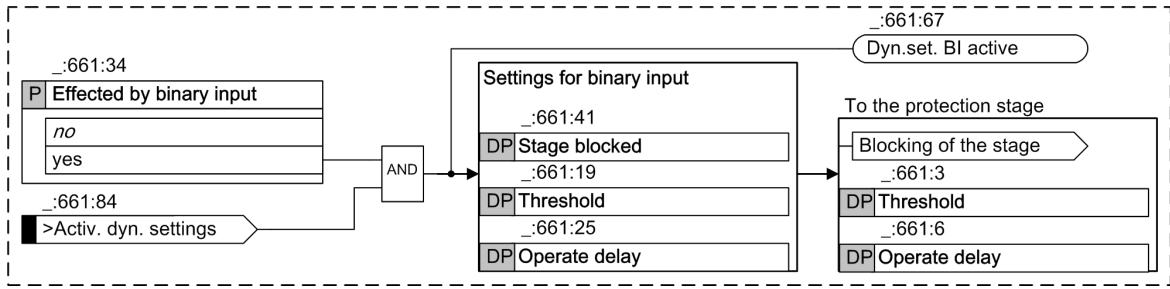 _:661:34
P Effected by binary input
no
yes
_:661:84
>Activ. dyn. settings
AND
_:661:67
Dyn.set. BI active
Settings for binary input
_:661:41
DP Stage blocked
_:661:19
DP Threshold
_:661:25
DP Operate delay
To the protection stage
Blocking of the stage
_:661:3
DP Threshold
_:661:6
DP Operate delay